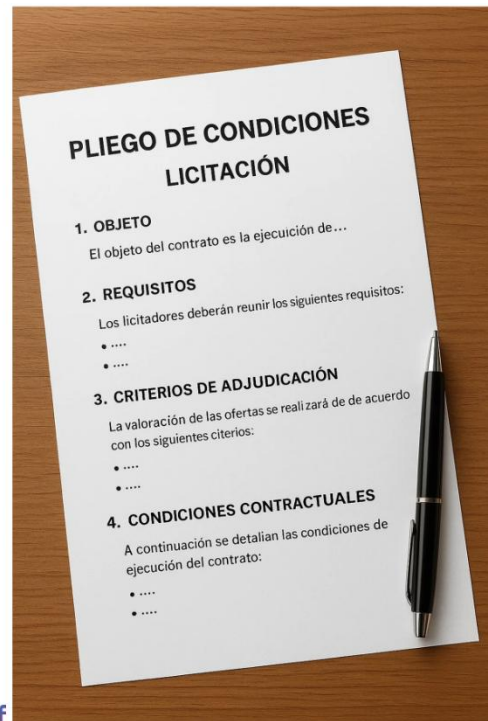 PLIEGO DE CONDICIONES
LICITACIÓN
1. OBJETO
El objeto del contrato es la ejecuición de...
2. REQUISITOS
Los licitadores deberán reunir los siguientes requisitos:
• ....
• ....
3. CRITERIOS DE ADJUDICACIÓN
La valoración de las ofertas se reali zará de de acuerdo
con los siguientes citerios:
• ....
• ....
4. CONDICIONES CONTRACTUALES
A continuación se detalian las condiciones de
ejecución del contrato:
• ....
• ....
f